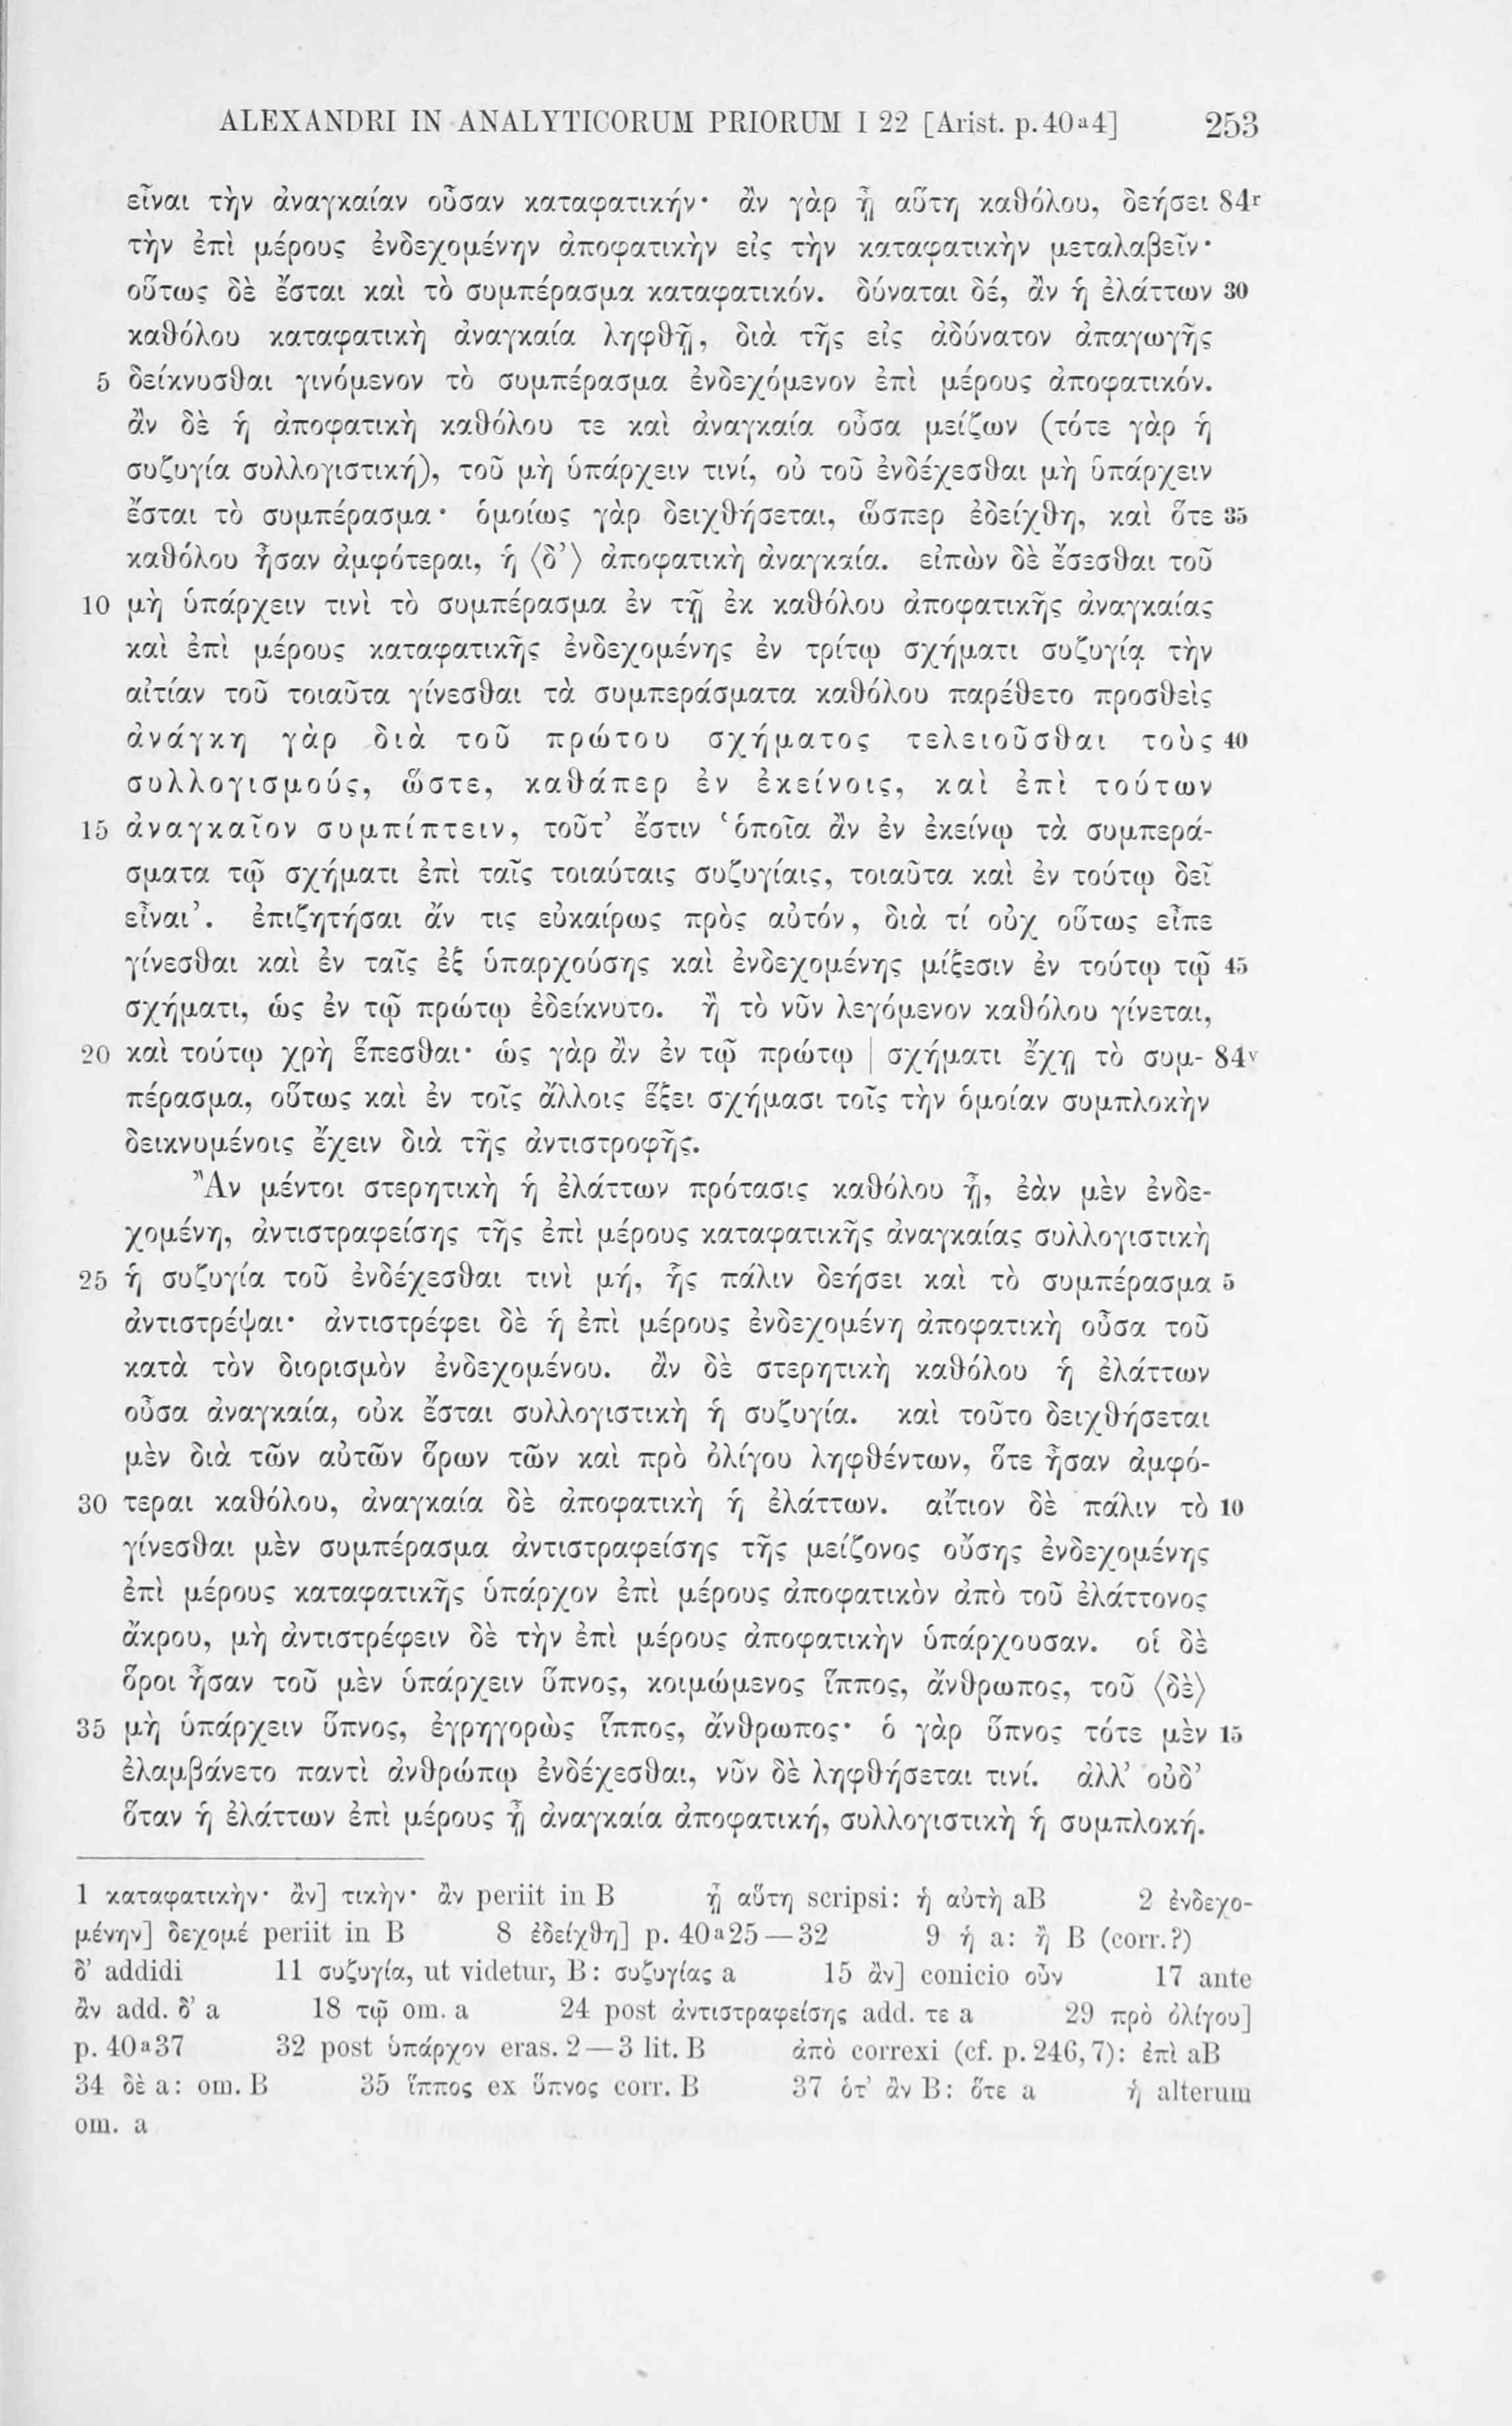 ALEXANDRI IN ANALYTICORUM PRIORUM I 22 [Arist. p. 40ᵃ4] 253
εἶναι τὴν ἀναγκαίαν οὖσαν καταφατικήν· ἂν γὰρ ᾖ αὕτη καθόλου, δεήσει 84ʳ
τὴν ἐπὶ μέρους ἐνδεχομένην ἀποφατικὴν εἰς τὴν καταφατικὴν μεταλαβεῖν·
οὕτως δὲ ἔσται καὶ τὸ συμπέρασμα καταφατικόν. δύναται δέ, ἂν ἡ ἐλάττων 30
καθόλου καταφατικὴ ἀναγκαία ληφθῇ, διὰ τῆς εἰς ἀδύνατον ἀπαγωγῆς
5 δείκνυσθαι γινόμενον τὸ συμπέρασμα ἐνδεχόμενον ἐπὶ μέρους ἀποφατικόν.
ἂν δὲ ἡ ἀποφατικὴ καθόλου τε καὶ ἀναγκαία οὖσα μείζων (τότε γὰρ ἡ
συζυγία συλλογιστική), τοῦ μὴ ὑπάρχειν τινί, οὐ τοῦ ἐνδέχεσθαι μὴ ὑπάρχειν
ἔσται τὸ συμπέρασμα· ὁμοίως γὰρ δειχθήσεται, ὥσπερ ἐδείχθη, καὶ ὅτε 35
καθόλου ἦσαν ἀμφότεραι, ἡ ⟨δ’⟩ ἀποφατικὴ ἀναγκαία. εἰπὼν δὲ ἔσεσθαι τοῦ
10 μὴ ὑπάρχειν τινὶ τὸ συμπέρασμα ἐν τῇ ἐκ καθόλου ἀποφατικῆς ἀναγκαίας
καὶ ἐπὶ μέρους καταφατικῆς ἐνδεχομένης ἐν τρίτῳ σχήματι συζυγίᾳ τὴν
αἰτίαν τοῦ τοιαῦτα γίνεσθαι τὰ συμπεράσματα καθόλου παρέθετο προσθεὶς
ἀνάγκη γὰρ διὰ τοῦ πρώτου σχήματος τελειοῦσθαι τοὺς 40
συλλογισμούς, ὥστε, καθάπερ ἐν ἐκείνοις, καὶ ἐπὶ τούτων
15 ἀναγκαῖον συμπίπτειν, τοῦτ’ ἔστιν ‘ὁποῖα ἂν ἐν ἐκείνῳ τὰ συμπερά-
σματα τῷ σχήματι ἐπὶ ταῖς τοιαύταις συζυγίαις, τοιαῦτα καὶ ἐν τούτῳ δεῖ
εἶναι’. ἐπιζητήσαι ἄν τις εὐκαίρως πρὸς αὐτόν, διὰ τί οὐχ οὕτως εἶπε
γίνεσθαι καὶ ἐν ταῖς ἐξ ὑπαρχούσης καὶ ἐνδεχομένης μίξεσιν ἐν τούτῳ τῷ 45
σχήματι, ὡς ἐν τῷ πρώτῳ ἐδείκνυτο. ἢ τὸ νῦν λεγόμενον καθόλου γίνεται,
20 καὶ τούτῳ χρὴ ἕπεσθαι· ὡς γὰρ ἂν ἐν τῷ πρώτῳ | σχήματι ἔχῃ τὸ συμ- 84ᵛ
πέρασμα, οὕτως καὶ ἐν τοῖς ἄλλοις ἕξει σχήμασι τοῖς τὴν ὁμοίαν συμπλοκὴν
δεικνυμένοις ἔχειν διὰ τῆς ἀντιστροφῆς.
Ἂν μέντοι στερητικὴ ἡ ἐλάττων πρότασις καθόλου ᾖ, ἐὰν μὲν ἐνδε-
χομένη, ἀντιστραφείσης τῆς ἐπὶ μέρους καταφατικῆς ἀναγκαίας συλλογιστικὴ
25 ἡ συζυγία τοῦ ἐνδέχεσθαι τινὶ μή, ἧς πάλιν δεήσει καὶ τὸ συμπέρασμα 5
ἀντιστρέψαι· ἀντιστρέφει δὲ ἡ ἐπὶ μέρους ἐνδεχομένη ἀποφατικὴ οὖσα τοῦ
κατὰ τὸν διορισμὸν ἐνδεχομένου. ἂν δὲ στερητικὴ καθόλου ἡ ἐλάττων
οὖσα ἀναγκαία, οὐκ ἔσται συλλογιστικὴ ἡ συζυγία. καὶ τοῦτο δειχθήσεται
μὲν διὰ τῶν αὐτῶν ὅρων τῶν καὶ πρὸ ὀλίγου ληφθέντων, ὅτε ἦσαν ἀμφό-
30 τεραι καθόλου, ἀναγκαία δὲ ἀποφατικὴ ἡ ἐλάττων. αἴτιον δὲ πάλιν τὸ 10
γίνεσθαι μὲν συμπέρασμα ἀντιστραφείσης τῆς μείζονος οὔσης ἐνδεχομένης
ἐπὶ μέρους καταφατικῆς ὑπάρχον ἐπὶ μέρους ἀποφατικὸν ἀπὸ τοῦ ἐλάττονος
ἄκρου, μὴ ἀντιστρέφειν δὲ τὴν ἐπὶ μέρους ἀποφατικὴν ὑπάρχουσαν. οἱ δὲ
ὅροι ἦσαν τοῦ μὲν ὑπάρχειν ὕπνος, κοιμώμενος ἵππος, ἄνθρωπος, τοῦ ⟨δὲ⟩
35 μὴ ὑπάρχειν ὕπνος, ἐγρηγορὼς ἵππος, ἄνθρωπος· ὁ γὰρ ὕπνος τότε μὲν 15
ἐλαμβάνετο παντὶ ἀνθρώπῳ ἐνδέχεσθαι, νῦν δὲ ληφθήσεται τινί. ἀλλ’ οὐδ’
ὅταν ἡ ἐλάττων ἐπὶ μέρους ᾖ ἀναγκαία ἀποφατική, συλλογιστικὴ ἡ συμπλοκή.
1 καταφατικὴν· ἂν] τικὴν· ἂν periit in B ᾖ αὕτη scripsi: ἡ αὐτὴ aB 2 ἐνδεχο-
μένην] δεχομέ periit in B 8 ἐδείχθη] p. 40ᵃ25—32 9 ἡ a: ἢ B (corr.?)
δ’ addidi 11 συζυγία, ut videtur, B: συζυγίας a 15 ἂν] conicio οὖν 17 ante
ἂν add. δ’ a 18 τῷ om. a 24 post ἀντιστραφείσης add. τε a 29 πρὸ ὀλίγου]
p. 40ᵃ37 32 post ὑπάρχον eras. 2—3 lit. B ἀπὸ correxi (cf. p. 246,7): ἐπὶ aB
34 δὲ a: om. B 35 ἵππος ex ὕπνος corr. B 37 ὁτ’ ἂν B: ὅτε a ἡ alterum
om. a